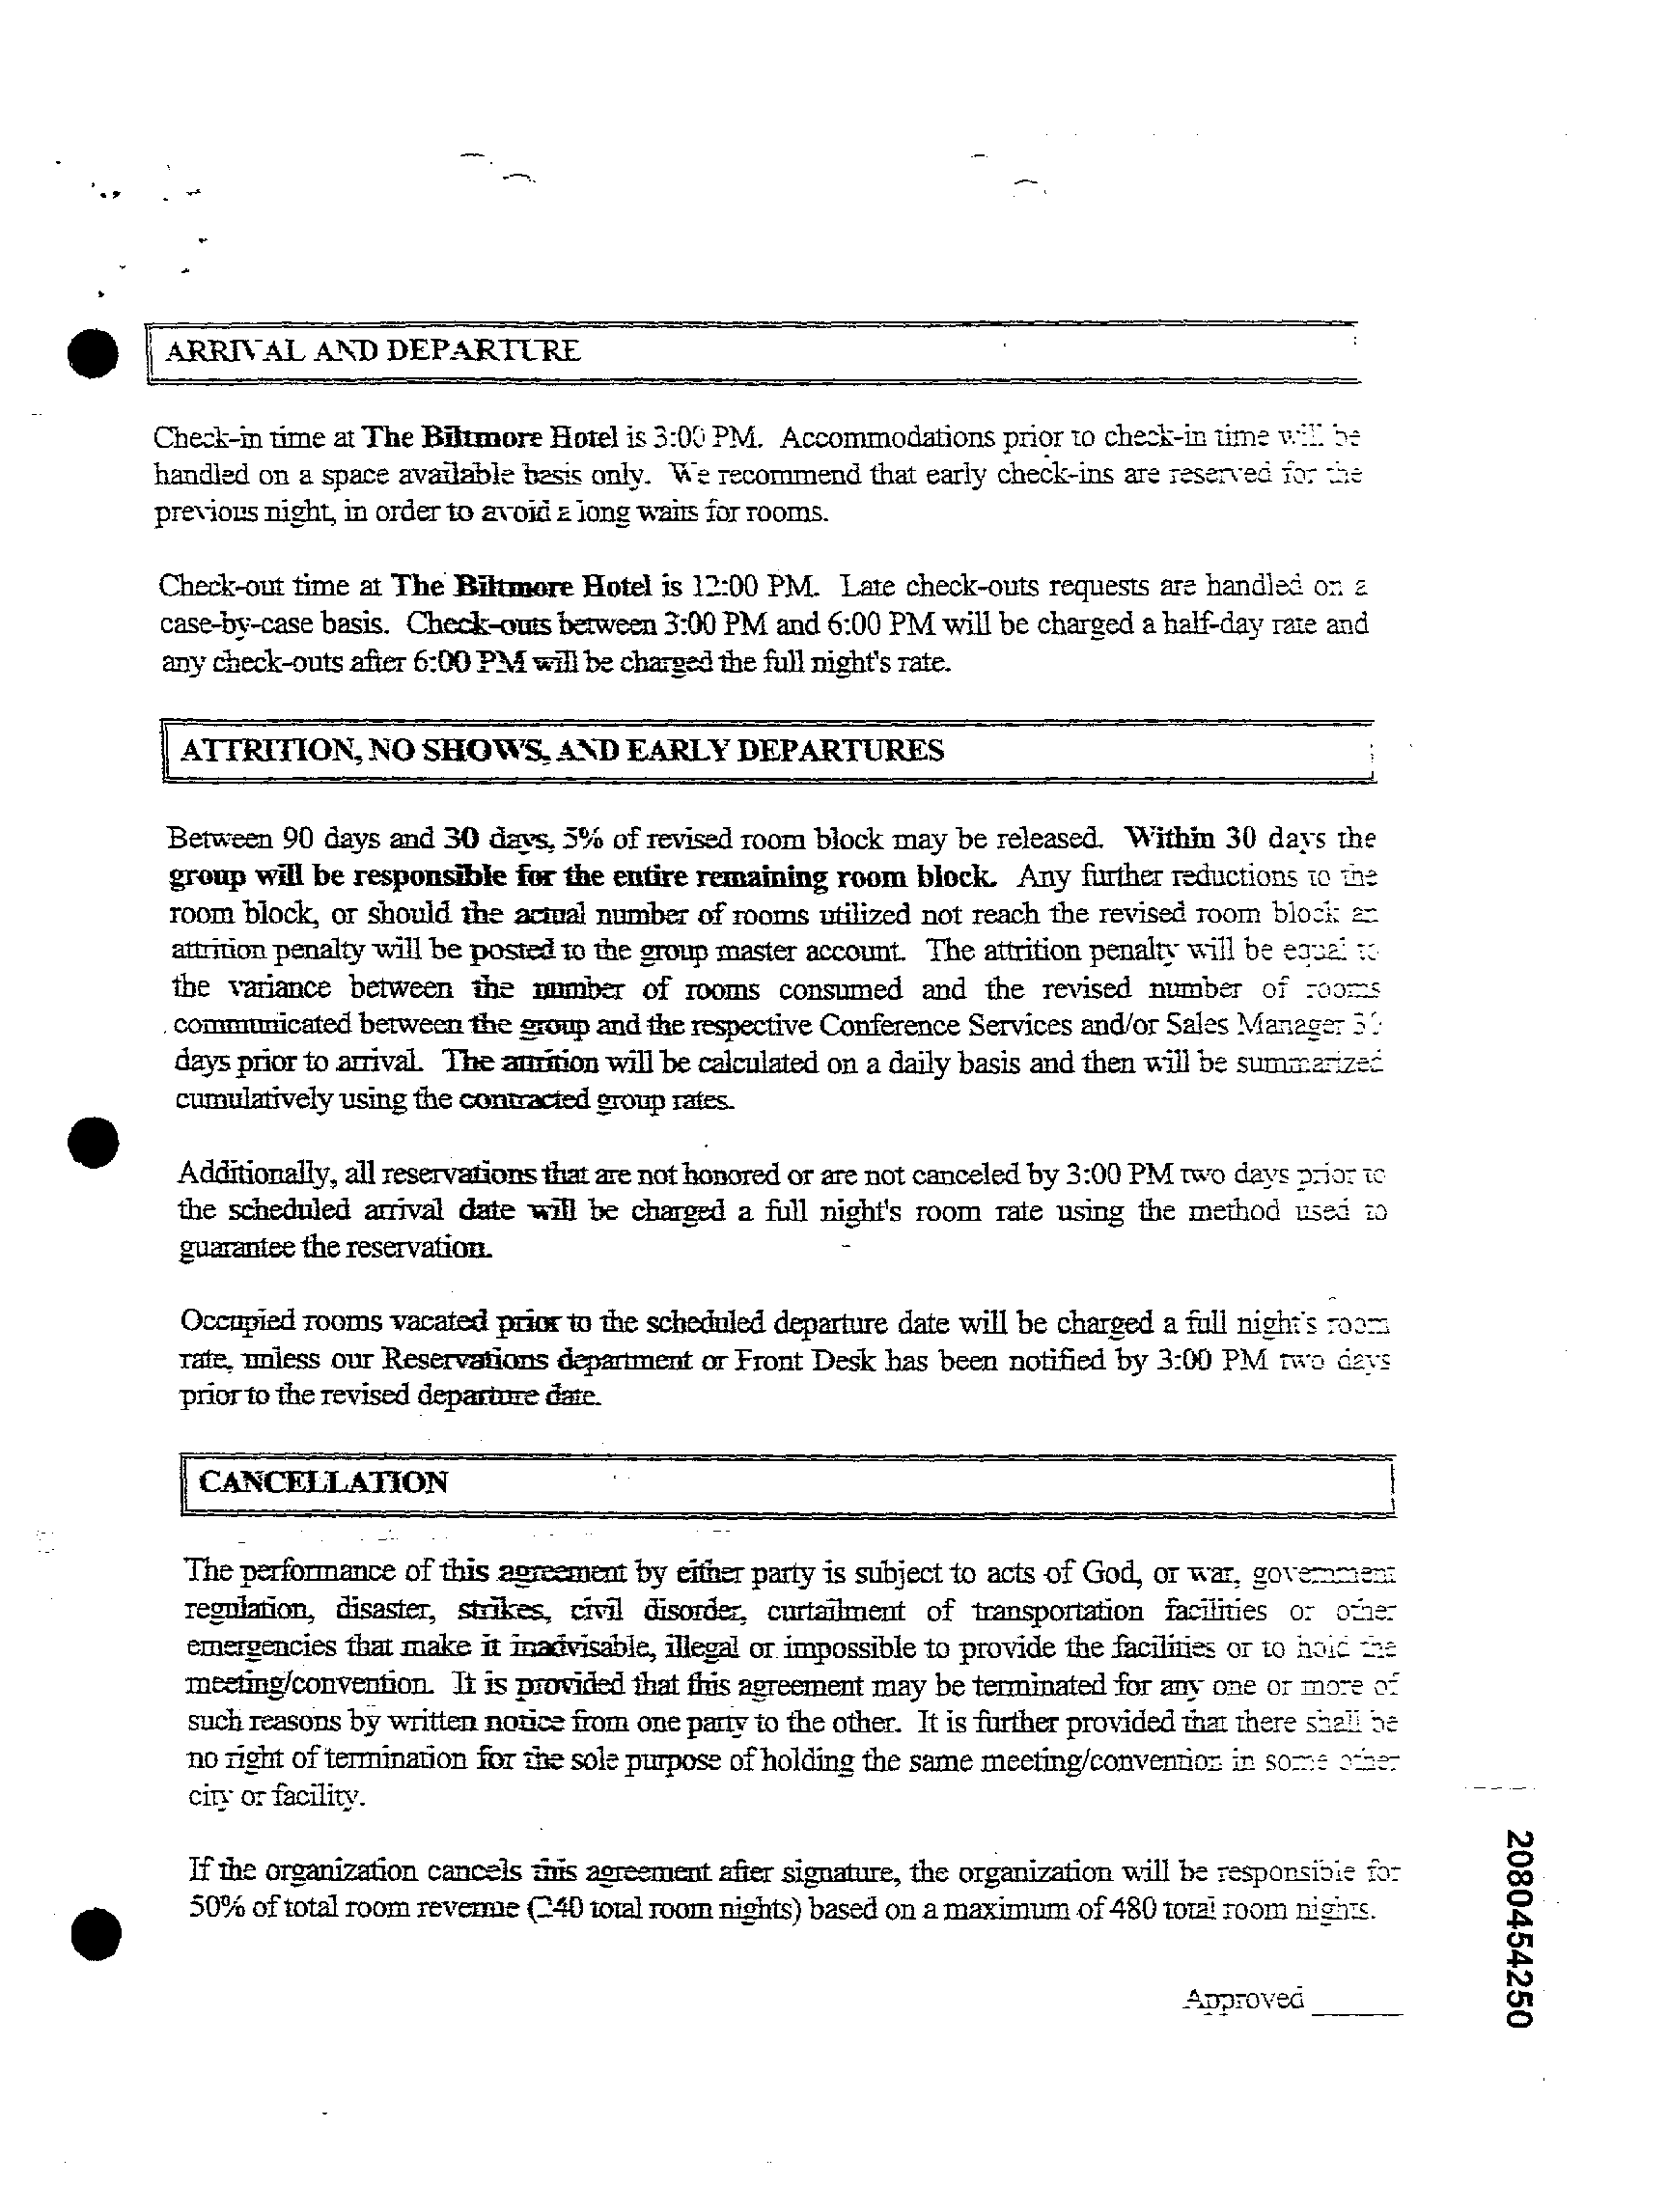 ARRIVAL AND DEPARTURE
Check-in time at The Biltmore Hotel is 3:00 PM. Accommodations prior to check-in time will be
handled on a space available basis only. We recommend that early check-ins are reserved for the
previous night, in order to avoid a long waits for rooms.
Check-out time at The Biltmore Hotel is 12:00 PM. Late check-outs requests are handled on a
case-by-case basis. Check-outs between 3:00 PM and 6:00 PM will be charged a half-day rate and
any check-outs after 6:00 PM will be charged the full night's rate.
ATTRITION, NO SHOWS, AND EARLY DEPARTURES
Between 90 days and 30 days, 5% of revised room block may be released. Within 30 days the
group will be responsible for the entire remaining room block. Any further reductions to the
room block, or should the actual number of rooms utilized not reach the revised room block an
attrition penalty will be posted to the group master account. The attrition penalty will be equal to
the variance between the number of rooms consumed and the revised number of rooms
communicated between the group and the respective Conference Services and/or Sales Manager
days prior to arrival. The attrition will be calculated on a daily basis and then will be summarized
cumulatively using the contracted group rates.
Additionally, all reservations that are not honored or are not canceled by 3:00 PM two days prior to
the scheduled arrival date will be charged a full night's room rate using the method used to
guarantee the reservation.
Occupied rooms vacated prior to the scheduled departure date will be charged a full night's room
rate, unless our Reservations department or Front Desk has been notified by 3:00 PM two days
prior to the revised departure date.
CANCELLATION
The performance of this agreement by either party is subject to acts of God, or war, government
regulation, disaster, strikes, civil disorder, curtailment of transportation facilities or other
emergencies that make it inadvisable, illegal or impossible to provide the facilities or to hold the
meeting/convention. It is provided that this agreement may be terminated for any one or more of
such reasons by written notice from one party to the other. It is further provided that there shall be
no right of termination for the sole purpose of holding the same meeting/convention in some other
city or facility.
If the organization cancels this agreement after signature, the organization will be responsible for
50% of total room revenue (240 total room nights) based on a maximum of 480 total room nights.
Approved
2080454250